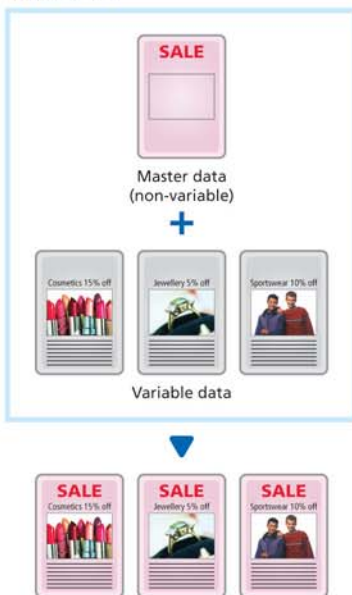 SALE
Master data
(non-variable)
+
Cosmetics 15% off
Jewellery 5% off
Sportswear 10% off
Variable data
SALE
Cosmetics 15% off
SALE
Jewellery 5% off
SALE
Sportswear 10% off